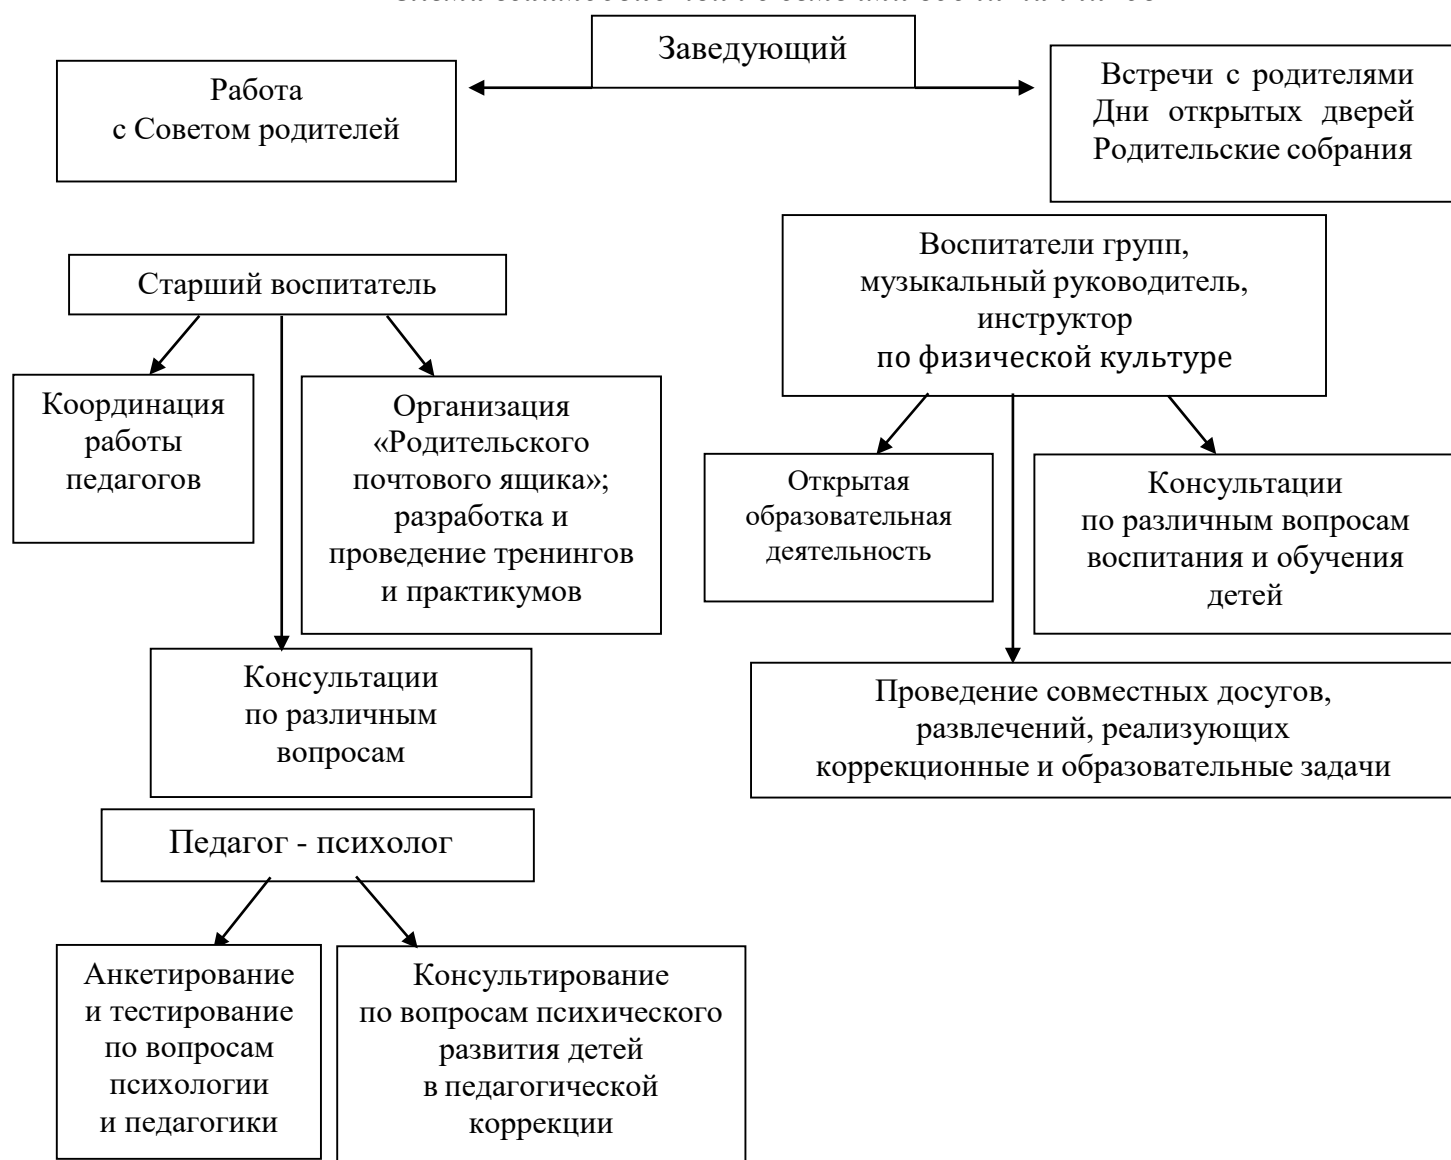 Заведующий
Работа
с Советом родителей
Встречи с родителями
Дни открытых дверей
Родительские собрания
Старший воспитатель
Воспитатели групп,
музыкальный руководитель,
инструктор
по физической культуре
Координация
работы
педагогов
Организация
«Родительского
почтового ящика»;
разработка и
проведение тренингов
и практикумов
Открытая
образовательная
деятельность
Консультации
по различным вопросам
воспитания и обучения
детей
Консультации
по различным
вопросам
Проведение совместных досугов,
развлечений, реализующих
коррекционные и образовательные задачи
Педагог - психолог
Анкетирование
и тестирование
по вопросам
психологии
и педагогики
Консультирование
по вопросам психического
развития детей
в педагогической
коррекции